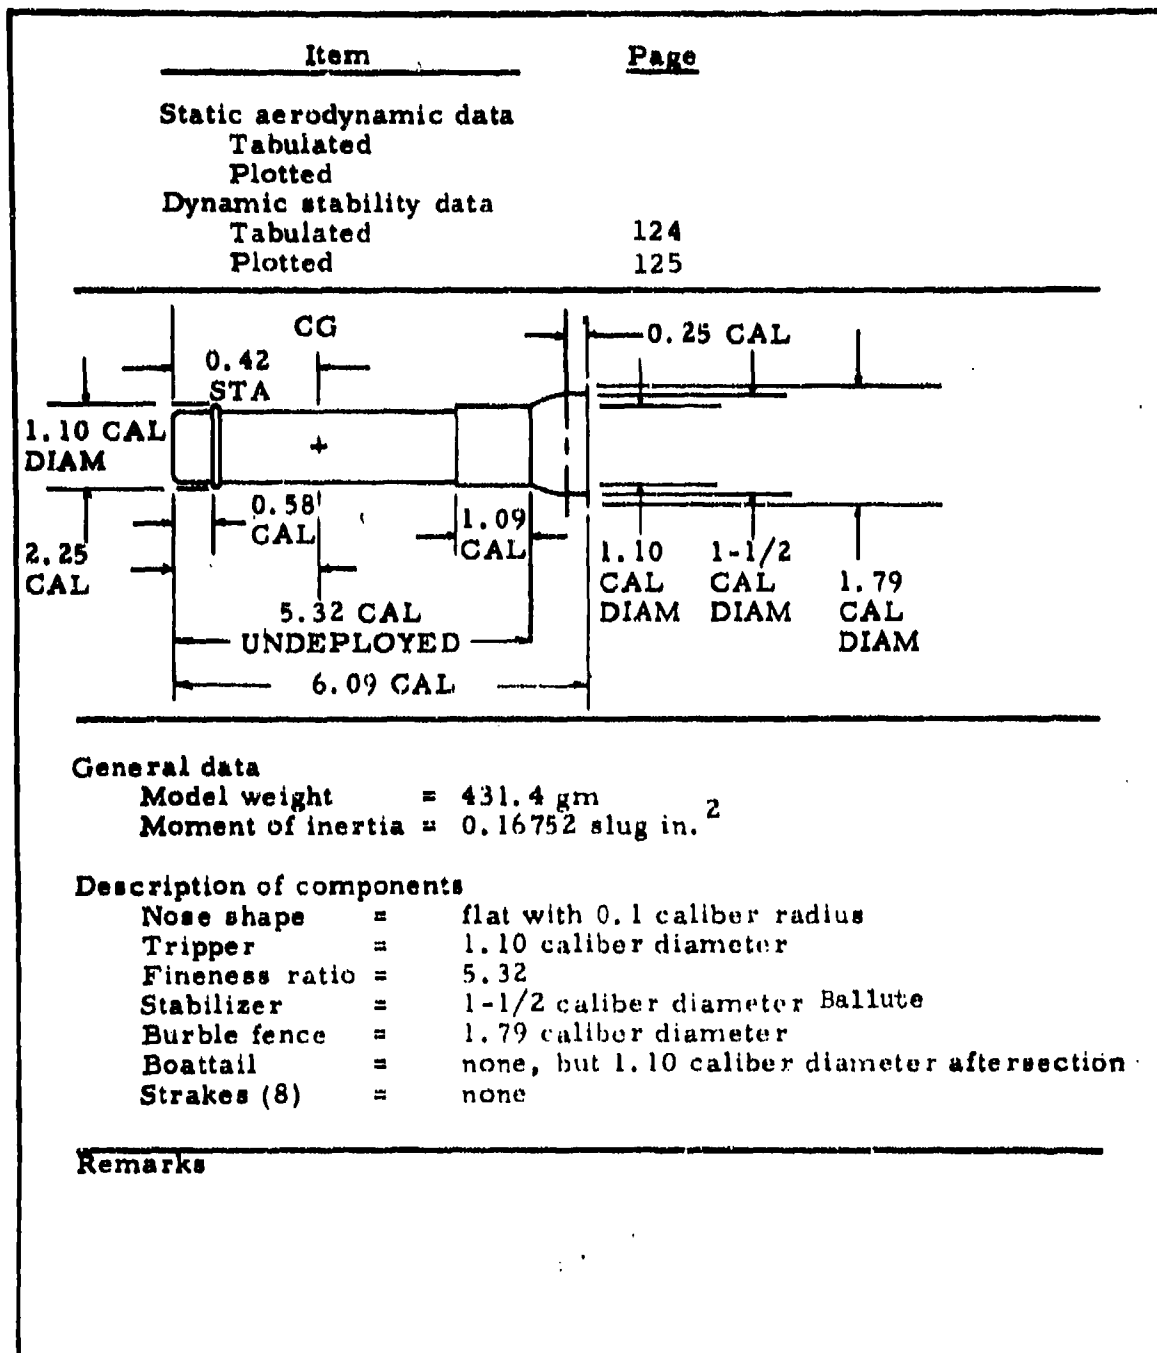 Item Page
Static aerodynamic data
Tabulated
Plotted
Dynamic stability data
Tabulated 124
Plotted 125
CG
0.25 CAL
0.42
STA
1.10 CAL
DIAM
0.58
CAL
1.09
CAL
2.25
CAL
1.10
CAL
DIAM
1-1/2
CAL
DIAM
1.79
CAL
DIAM
5.32 CAL
UNDEPLOYED
6.09 CAL
General data
Model weight = 431.4 gm
Moment of inertia = 0.16752 slug in.2
Description of components
Nose shape = flat with 0.1 caliber radius
Tripper = 1.10 caliber diameter
Fineness ratio = 5.32
Stabilizer = 1-1/2 caliber diameter Ballute
Burble fence = 1.79 caliber diameter
Boattail = none, but 1.10 caliber diameter aftersection
Strakes (8) = none
Remarks